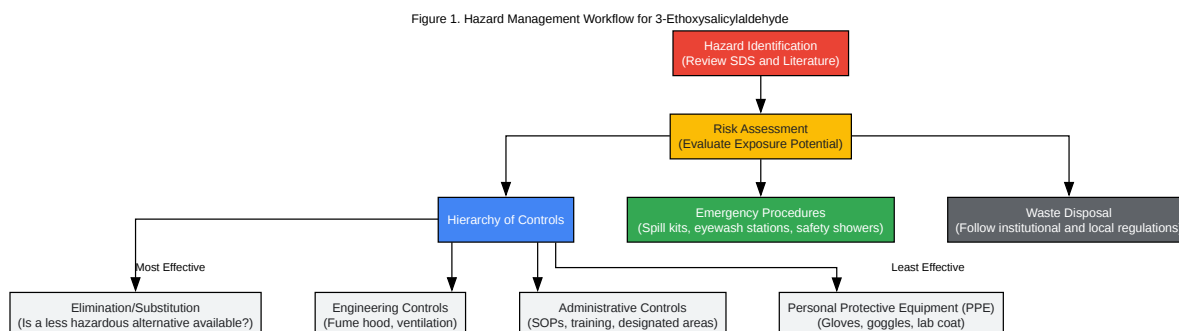 Figure 1. Hazard Management Workflow for 3-Ethoxysalicylaldehyde
Hazard Identification
(Review SDS and Literature)
Risk Assessment
(Evaluate Exposure Potential)
Hierarchy of Controls
Emergency Procedures
(Spill kits, eyewash stations, safety showers)
Waste Disposal
(Follow institutional and local regulations)
Most Effective
Least Effective
Elimination/Substitution
(Is a less hazardous alternative available?)
Engineering Controls
(Fume hood, ventilation)
Administrative Controls
(SOPs, training, designated areas)
Personal Protective Equipment (PPE)
(Gloves, goggles, lab coat)